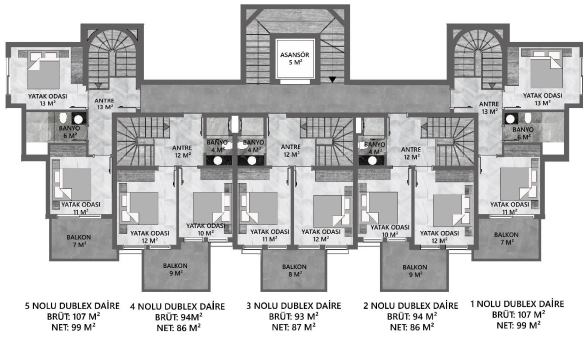 ASANSÖR
5 M²
YATAK ODASI
13 M²
ANTRE
13 M²
BANYO
6 M²
YATAK ODASI
11 M²
BALKON
7 M²
ANTRE
12 M²
BANYO
4 M²
YATAK ODASI
12 M²
YATAK ODASI
10 M²
BALKON
9 M²
BANYO
4 M²
ANTRE
12 M²
YATAK ODASI
11 M²
YATAK ODASI
12 M²
BALKON
8 M²
BANYO
4 M²
ANTRE
12 M²
YATAK ODASI
10 M²
YATAK ODASI
12 M²
BALKON
9 M²
YATAK ODASI
13 M²
ANTRE
13 M²
BANYO
6 M²
YATAK ODASI
11 M²
BALKON
7 M²
5 NOLU DUBLEX DAİRE
BRÜT: 107 M²
NET: 99 M²
4 NOLU DUBLEX DAİRE
BRÜT: 94M²
NET: 86 M²
3 NOLU DUBLEX DAİRE
BRÜT: 93 M²
NET: 87 M²
2 NOLU DUBLEX DAİRE
BRÜT: 94 M²
NET: 86 M²
1 NOLU DUBLEX DAİRE
BRÜT: 107 M²
NET: 99 M²